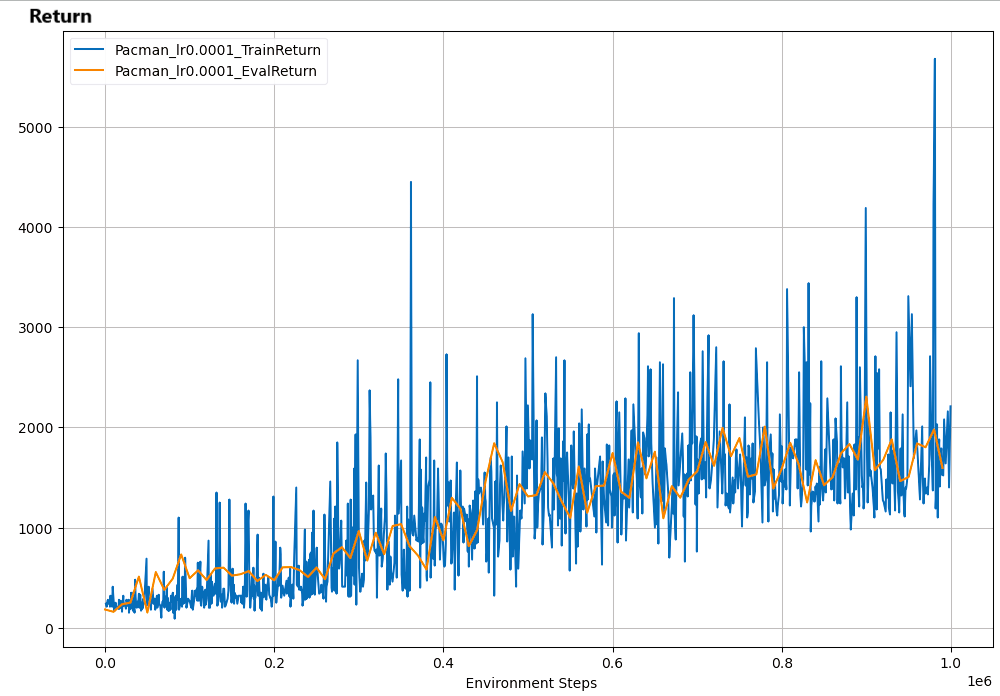 Return
Pacman_lr0.0001_TrainReturn
Pacman_lr0.0001_EvalReturn
5000
4000
3000
2000
1000
0
0.0 0.2 0.4 0.6 0.8 1.0
1e6
Environment Steps